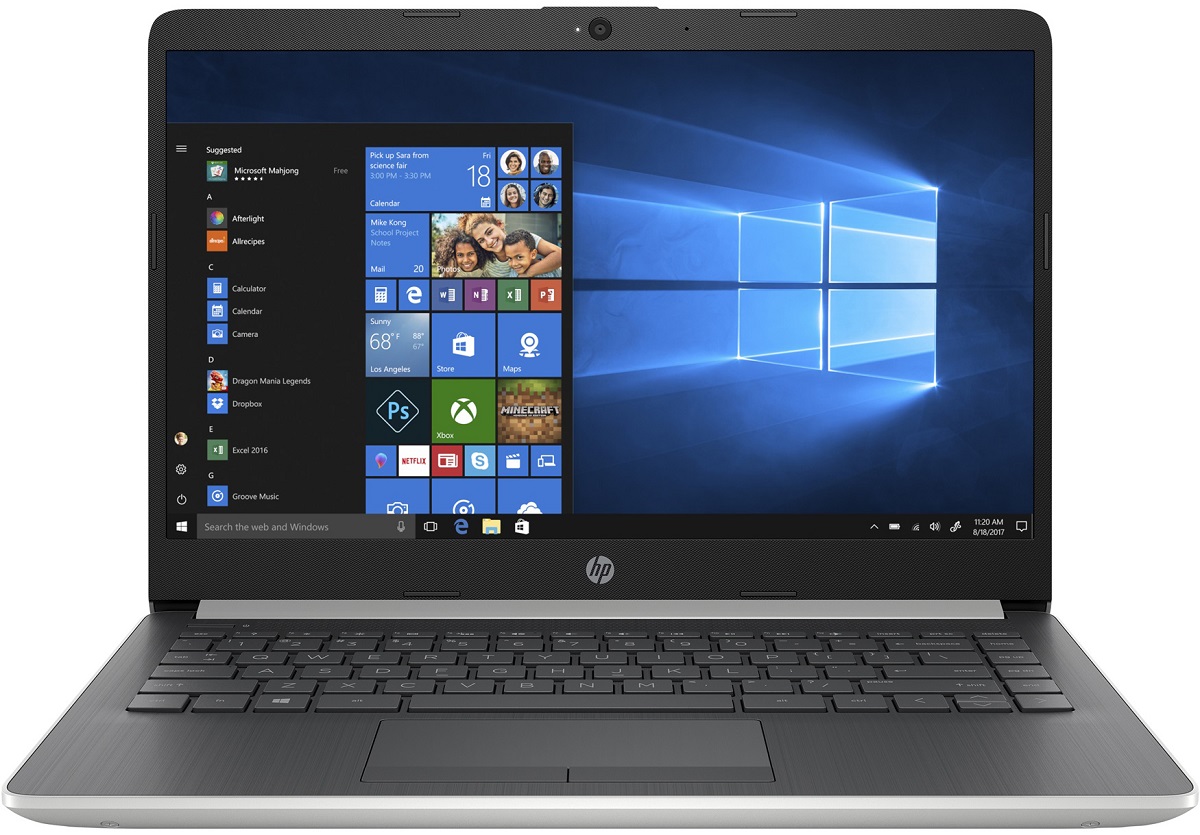 Suggested
Microsoft Mahjong
Free
A
Afterlight
Allrecipes
C
Calculator
Calendar
Camera
D
Dragon Mania Legends
Dropbox
E
Excel 2016
G
Groove Music
Pick up Sara from
science fair
3:00 PM - 3:30 PM
Fri
18
Calendar
Mike Kong
School Project
Notes
Mail 20
Photos
Sunny
68°F
88°
67°
Los Angeles
Store
Maps
Ps
Xbox
MINECRAFT
NETFLIX
Search the web and Windows
11:20 AM
8/18/2017
hp
Q W E R T Y U I O P
A S D F G H J K L
Z X C V B N M